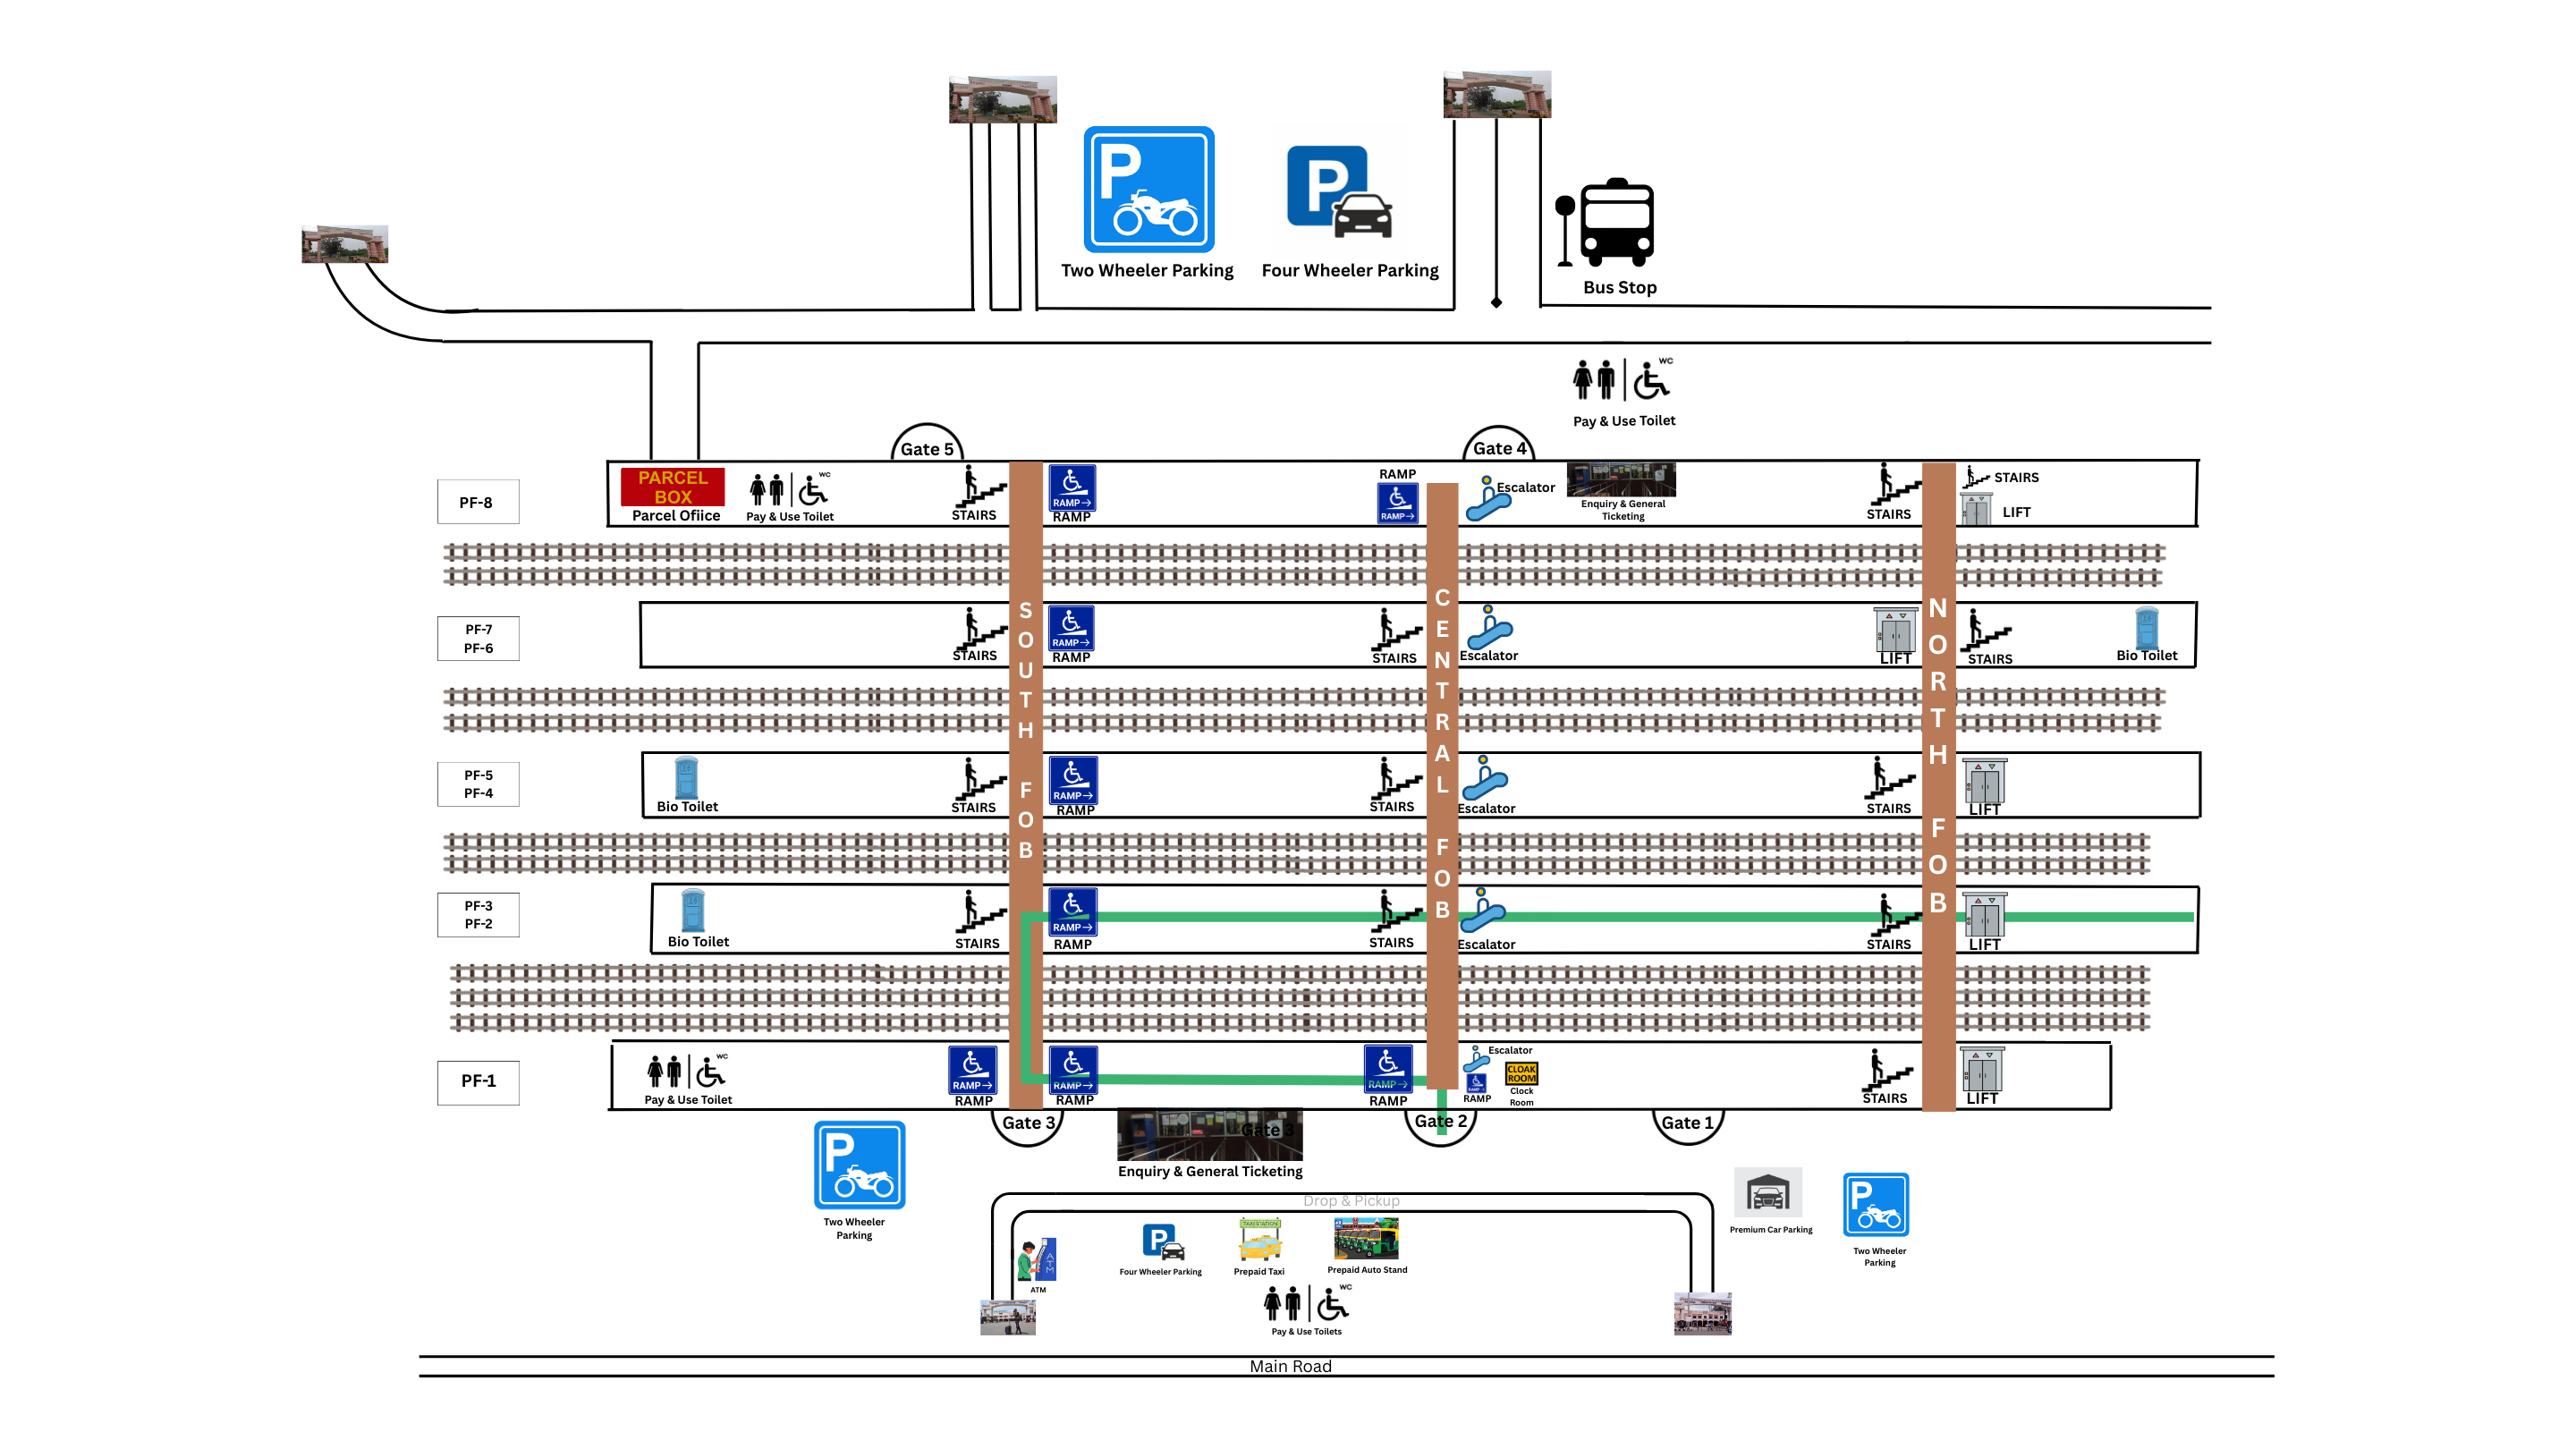 P
Two Wheeler Parking
P
Four Wheeler Parking
Bus Stop
WC
Pay & Use Toilet
Gate 5
Gate 4
PF-8
PARCEL
BOX
Parcel Ofiice
WC
Pay & Use Toilet
STAIRS
RAMP→
RAMP
RAMP
RAMP→
Escalator
Enquiry & General
Ticketing
STAIRS
STAIRS
LIFT
PF-7
PF-6
STAIRS
RAMP→
RAMP
STAIRS
Escalator
LIFT
STAIRS
Bio Toilet
SOUTH FOB
CENTRAL FOB
NORTH FOB
PF-5
PF-4
Bio Toilet
STAIRS
RAMP→
RAMP
STAIRS
Escalator
STAIRS
LIFT
PF-3
PF-2
Bio Toilet
STAIRS
RAMP→
RAMP
STAIRS
Escalator
STAIRS
LIFT
PF-1
WC
Pay & Use Toilet
RAMP→
RAMP
RAMP→
RAMP
RAMP→
RAMP
Escalator
RAMP
CLOAK
ROOM
Clock
Room
STAIRS
LIFT
Gate 3
Gate 3
Gate 2
Gate 1
Enquiry & General Ticketing
P
Two Wheeler
Parking
Drop & Pickup
ATM
ATM
P
Four Wheeler Parking
TAXI STATION
Prepaid Taxi
Prepaid Auto Stand
WC
Pay & Use Toilets
Premium Car Parking
P
Two Wheeler
Parking
Main Road